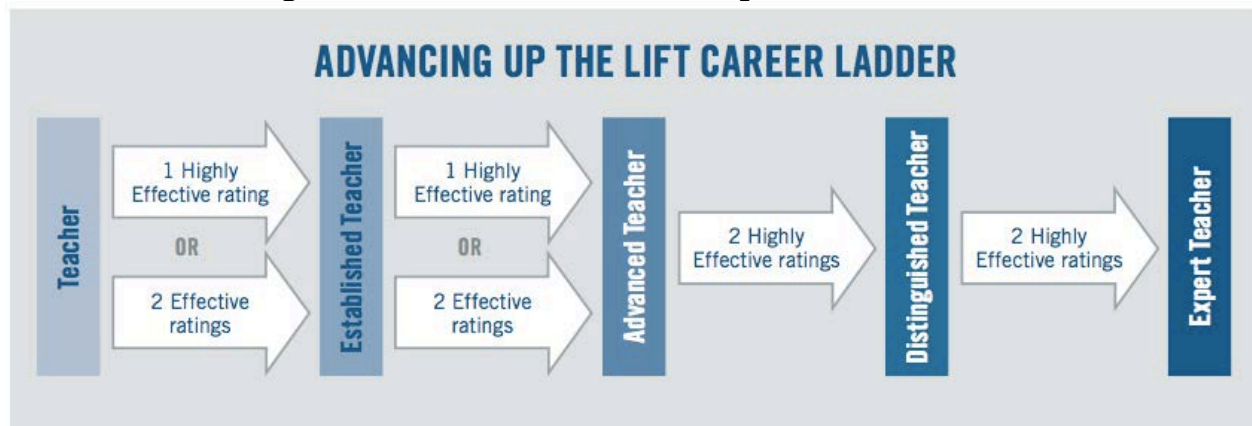 ADVANCING UP THE LIFT CAREER LADDER
Teacher
1 Highly
Effective rating
OR
2 Effective
ratings
Established Teacher
1 Highly
Effective rating
OR
2 Effective
ratings
Advanced Teacher
2 Highly
Effective ratings
Distinguished Teacher
2 Highly
Effective ratings
Expert Teacher